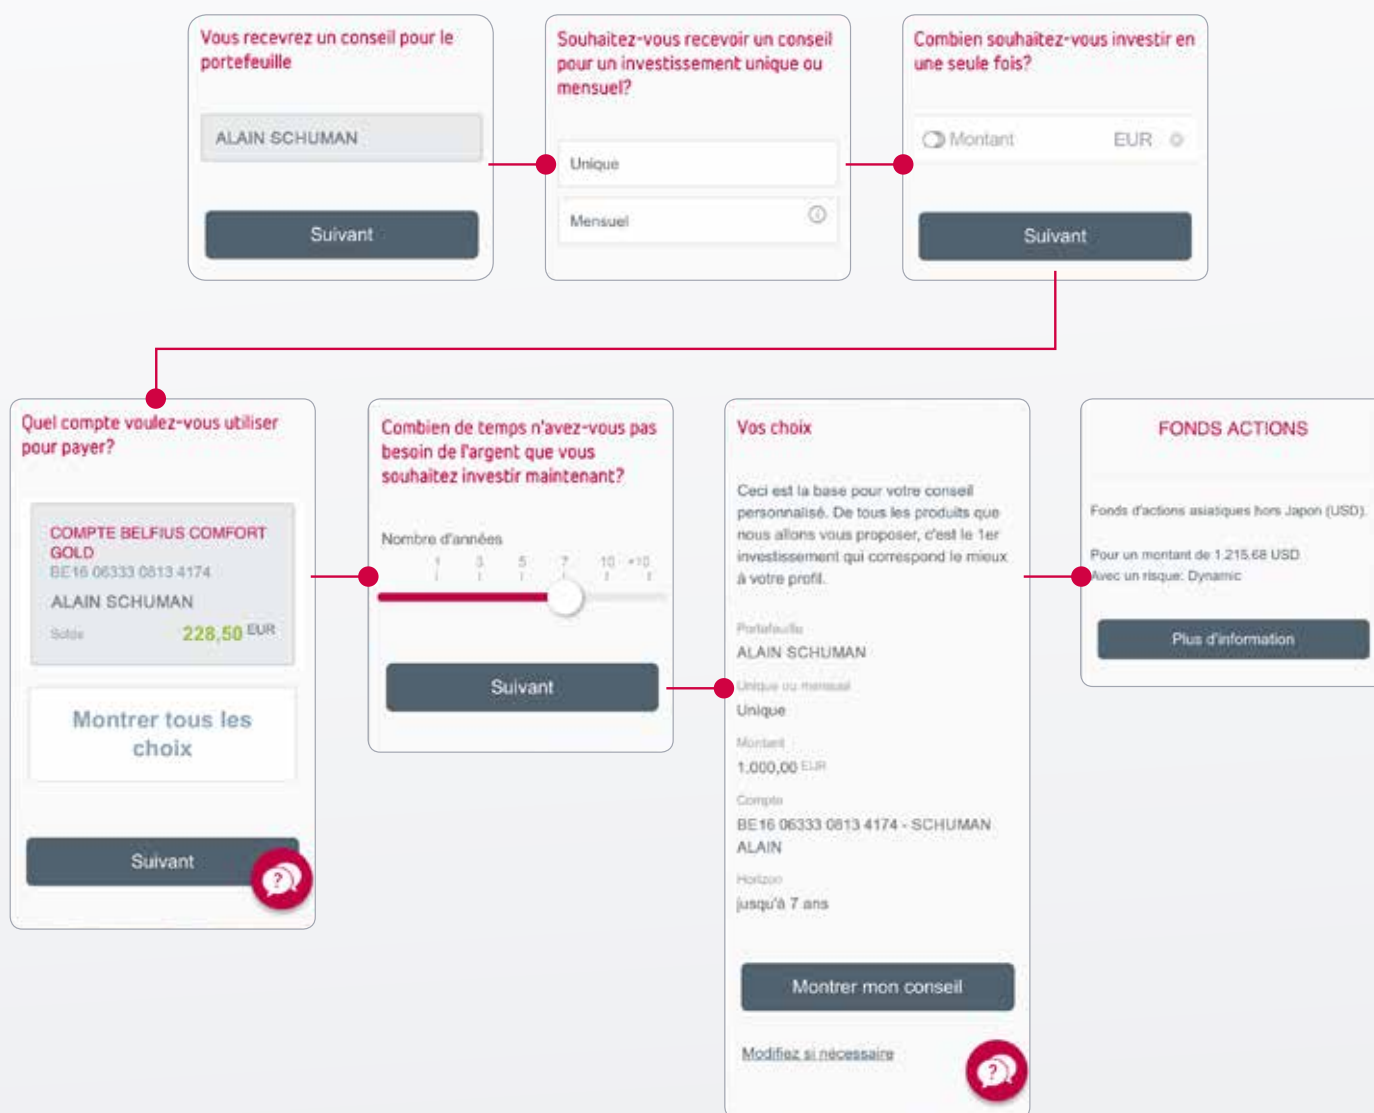 Vous recevrez un conseil pour le
portefeuille
ALAIN SCHUMAN
Suivant
Souhaitez-vous recevoir un conseil
pour un investissement unique ou
mensuel?
Unique
Mensuel
Combien souhaitez-vous investir en
une seule fois?
Montant EUR
Suivant
Quel compte voulez-vous utiliser
pour payer?
COMPTE BELFIUS COMFORT
GOLD
BE16 06333 0813 4174
ALAIN SCHUMAN
Solde 228,50 EUR
Montrer tous les
choix
Suivant
?
Combien de temps n'avez-vous pas
besoin de l'argent que vous
souhaitez investir maintenant?
Nombre d'années
1 3 5 7 10 +10
Suivant
Vos choix
Ceci est la base pour votre conseil
personnalisé. De tous les produits que
nous allons vous proposer, c'est le 1er
investissement qui correspond le mieux
à votre profil.
Portefeuille
ALAIN SCHUMAN
Unique ou mensuel
Unique
Montant
1.000,00 EUR
Compte
BE16 06333 0813 4174 - SCHUMAN
ALAIN
Horizon
jusqu'à 7 ans
Montrer mon conseil
Modifiez si nécessaire
?
FONDS ACTIONS
Fonds d'actions asiatiques hors Japon (USD).
Pour un montant de 1.215.68 USD
Avec un risque: Dynamic
Plus d'information